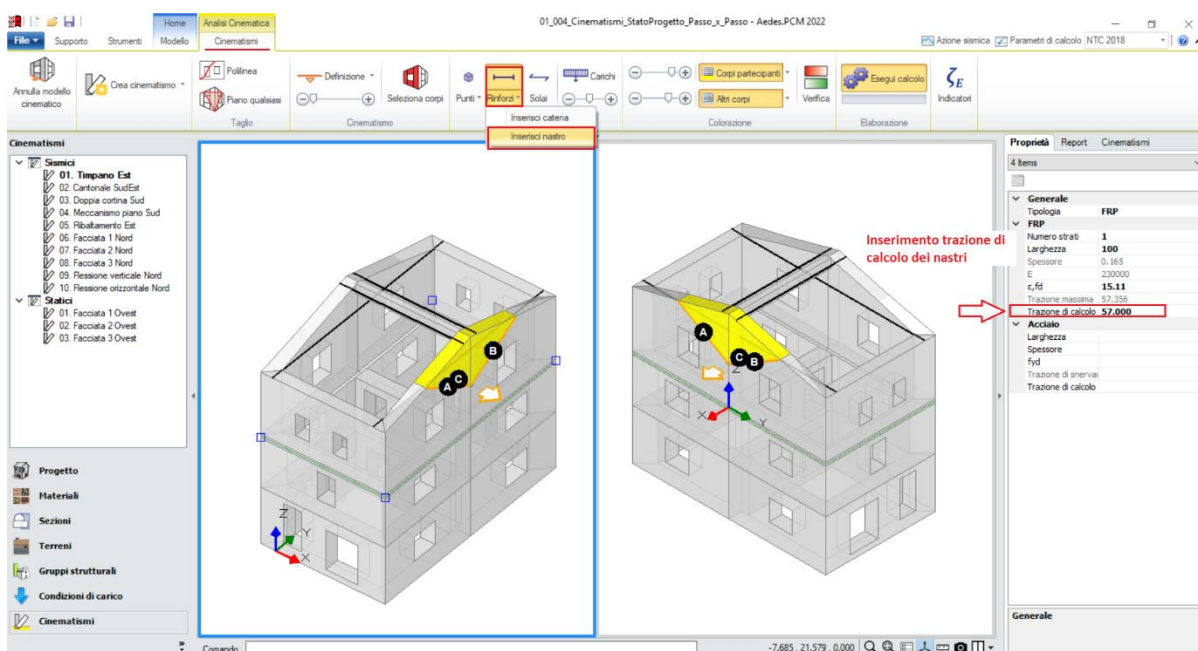 01_004_Cinematismi_StatoProgetto_Passo_x_Passo - Aedes.PCM 2022
Home
Analisi Cinematica
File
Supporto
Strumenti
Modello
Cinematismi
Azione sismica
Parametri di calcolo
NTC 2018
Annulla modello
cinematico
Crea cinematismo
Polilinea
Piano qualsiasi
Taglio
Definizione
Seleziona corpi
Cinematismo
Punti
Rinforzi
Solai
Carichi
Inserisci catena
Inserisci nastro
Corpi partecipanti
Altri corpi
Colorazione
Verifica
Esegui calcolo
Elaborazione
ζE
Indicatori
Cinematismi
Sismici
01. Timpano Est
02. Cantonale SudEst
03. Doppia cortina Sud
04. Meccanismo piano Sud
05. Ribaltamento Est
06. Facciata 1 Nord
07. Facciata 2 Nord
08. Facciata 3 Nord
09. Flessione verticale Nord
10. Flessione orizzontale Nord
Statici
01. Facciata 1 Ovest
02. Facciata 2 Ovest
03. Facciata 3 Ovest
Progetto
Materiali
Sezioni
Terreni
Gruppi strutturali
Condizioni di carico
Cinematismi
A
C
B
Z
Y
X
A
C
B
Z
X
Y
Inserimento trazione di
calcolo dei nastri
Proprietà
Report
Cinematismi
4 Items
Generale
Tipologia FRP
FRP
Numero strati 1
Larghezza 100
Spessore 0.165
E 230000
ε,fd 15.11
Trazione massima 57.356
Trazione di calcolo 57.000
Acciaio
Larghezza
Spessore
fyd
Trazione di snerva
Trazione di calcolo
Generale
Comando
-7.685 , 21.579 , 0.000